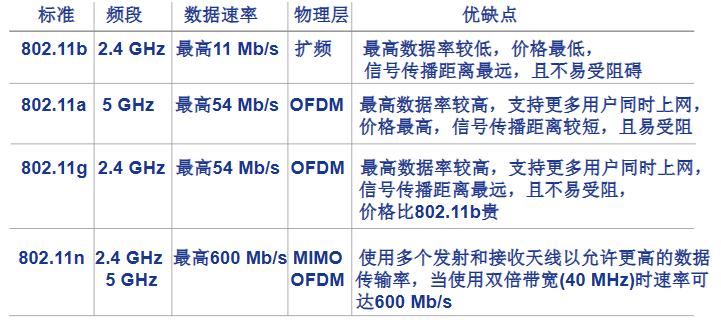 标准 频段 数据速率 物理层 优缺点
802.11b 2.4 GHz 最高11 Mb/s 扩频 最高数据率较低，价格最低，
信号传播距离最远，且不易受阻碍
802.11a 5 GHz 最高54 Mb/s OFDM 最高数据率较高，支持更多用户同时上网，
价格最高，信号传播距离较短，且易受阻
802.11g 2.4 GHz 最高54 Mb/s OFDM 最高数据率较高，支持更多用户同时上网，
信号传播距离最远，且不易受阻，
价格比802.11b贵
802.11n 2.4 GHz 最高600 Mb/s MIMO 使用多个发射和接收天线以允许更高的数据
5 GHz OFDM 传输率，当使用双倍带宽(40 MHz)时速率可
达600 Mb/s